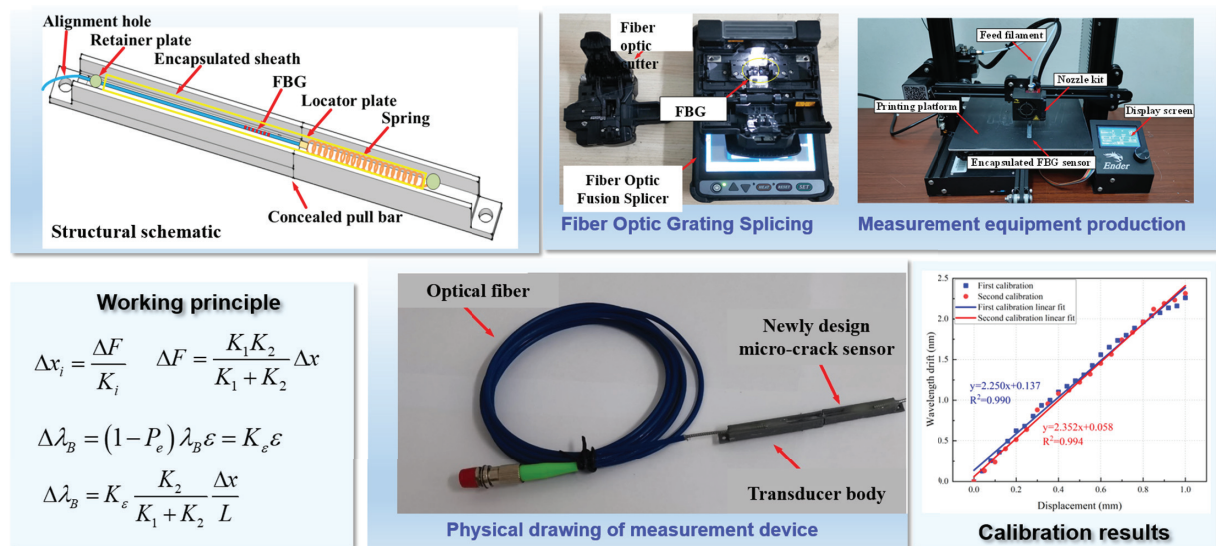 Alignment hole
Retainer plate
Encapsulated sheath
FBG
Locator plate
Spring
Concealed pull bar
Structural schematic
Fiber
optic
cutter
FBG
Fiber Optic
Fusion Splicer
HEAT
RESET
SET
Fiber Optic Grating Splicing
Feed filament
Nozzle kit
Printing platform
Display screen
Encapsulated FBG sensor
Ender
Measurement equipment production
Working principle
Δx_i = ΔF / K_i    ΔF = K_1K_2 / (K_1 + K_2) Δx
Δλ_B = (1 − P_e) λ_B ε = K_ε ε
Δλ_B = K_ε K_2 / (K_1 + K_2) Δx / L
Optical fiber
Newly design
micro-crack sensor
Transducer body
Physical drawing of measurement device
First calibration
Second calibration
First calibration linear fit
Second calibration linear fit
y=2.250x+0.137
R²=0.990
y=2.352x+0.058
R²=0.994
Wavelength drift (nm)
2.5
2.0
1.5
1.0
0.5
0.0
0.0 0.2 0.4 0.6 0.8 1.0
Displacement (mm)
Calibration results